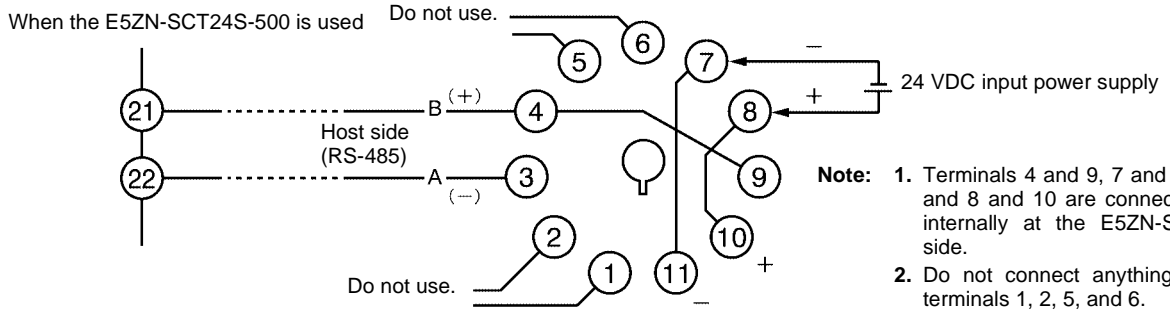 When the E5ZN-SCT24S-500 is used
Do not use.
6
5
7
−
24 VDC input power supply
+
8
21
B
(+)
4
Host side
(RS-485)
22
A
(−)
3
9
Note: 1. Terminals 4 and 9, 7 and
and 8 and 10 are connec
internally at the E5ZN-S
side.
2
10
+
Do not use.
1
11
−
2. Do not connect anything
terminals 1, 2, 5, and 6.